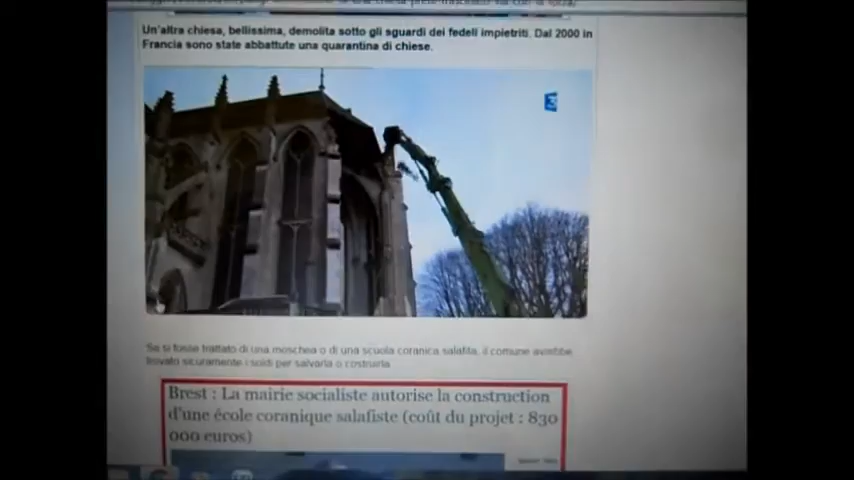 Un'altra chiesa, bellissima, demolita sotto gli sguardi dei fedeli impietriti. Dal 2000 in
Francia sono state abbattute una quarantina di chiese.
3
Se si fosse trattato di una moschea o di una scuola coranica salafita, il comune avrebbe
trovato sicuramente i soldi per salvarla o costruirla.
Brest : La mairie socialiste autorise la construction
d'une école coranique salafiste (coût du projet : 830
000 euros)